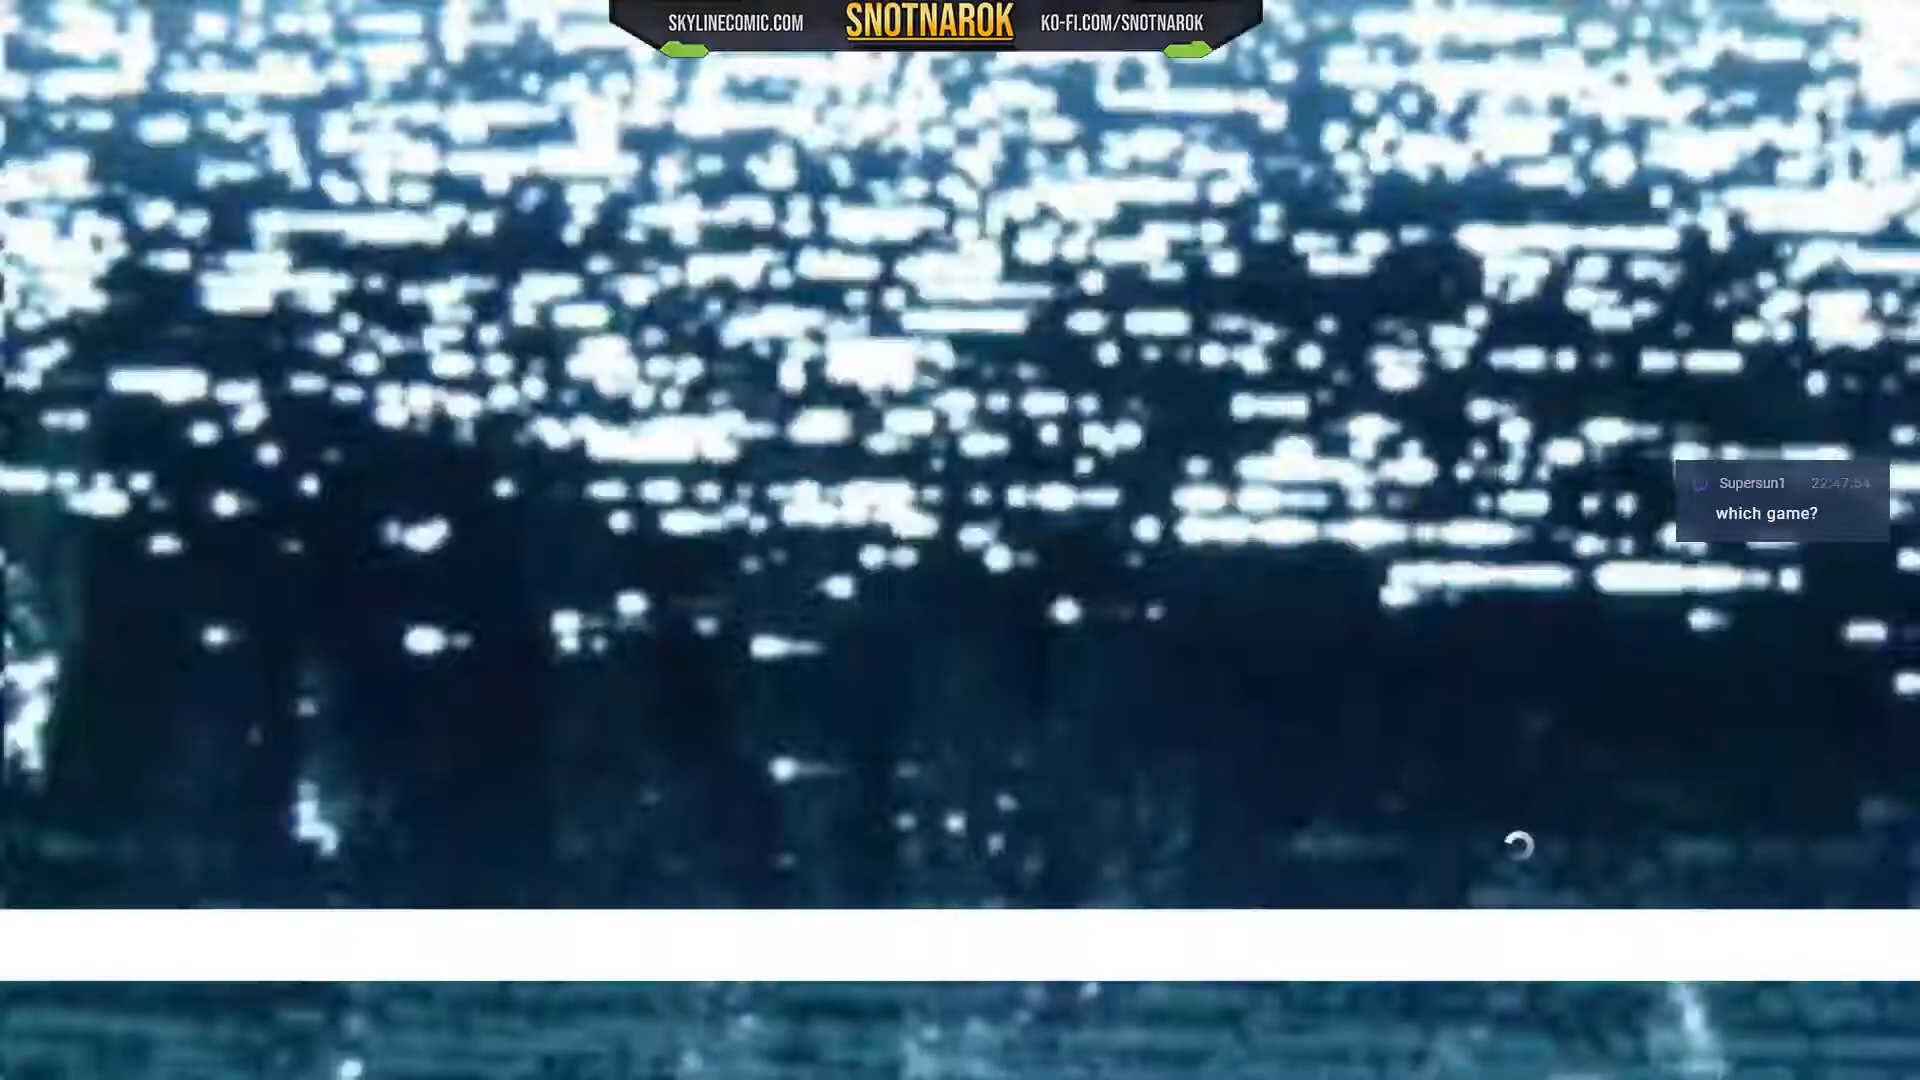 SKYLINECOMIC.COM SNOTNAROK KO-FI.COM/SNOTNAROK
Supersun1 22:47:54
which game?